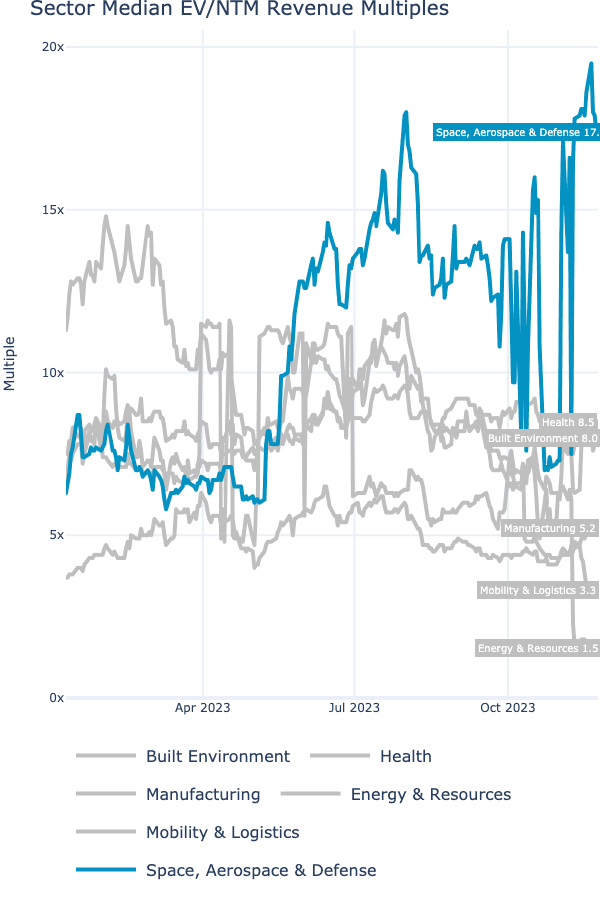 Sector Median EV/NTM Revenue Multiples
20x
Space, Aerospace & Defense 17.
15x
Multiple
10x
Health 8.5
Built Environment 8.0
5x
Manufacturing 5.2
Mobility & Logistics 3.3
Energy & Resources 1.5
0x
Apr 2023 Jul 2023 Oct 2023
Built Environment Health
Manufacturing Energy & Resources
Mobility & Logistics
Space, Aerospace & Defense